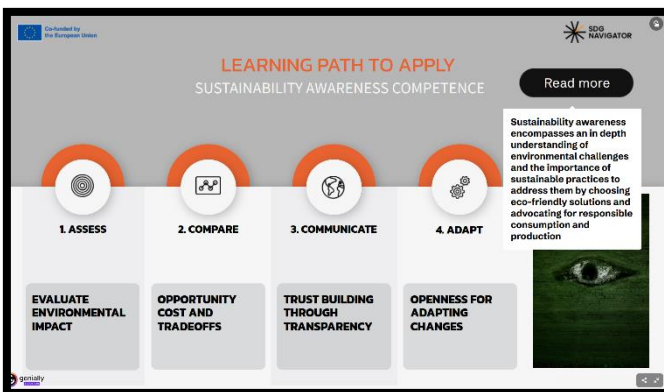 Co-funded by
the European Union
SDG
NAVIGATOR
LEARNING PATH TO APPLY
SUSTAINABILITY AWARENESS COMPETENCE
Read more
Sustainability awareness
encompasses an in depth
understanding of
environmental challenges
and the importance of
sustainable practices to
address them by choosing
eco-friendly solutions and
advocating for responsible
consumption and
production
1. ASSESS
2. COMPARE
3. COMMUNICATE
4. ADAPT
EVALUATE
ENVIRONMENTAL
IMPACT
OPPORTUNITY
COST AND
TRADEOFFS
TRUST BUILDING
THROUGH
TRANSPARENCY
OPENNESS FOR
ADAPTING
CHANGES
genially